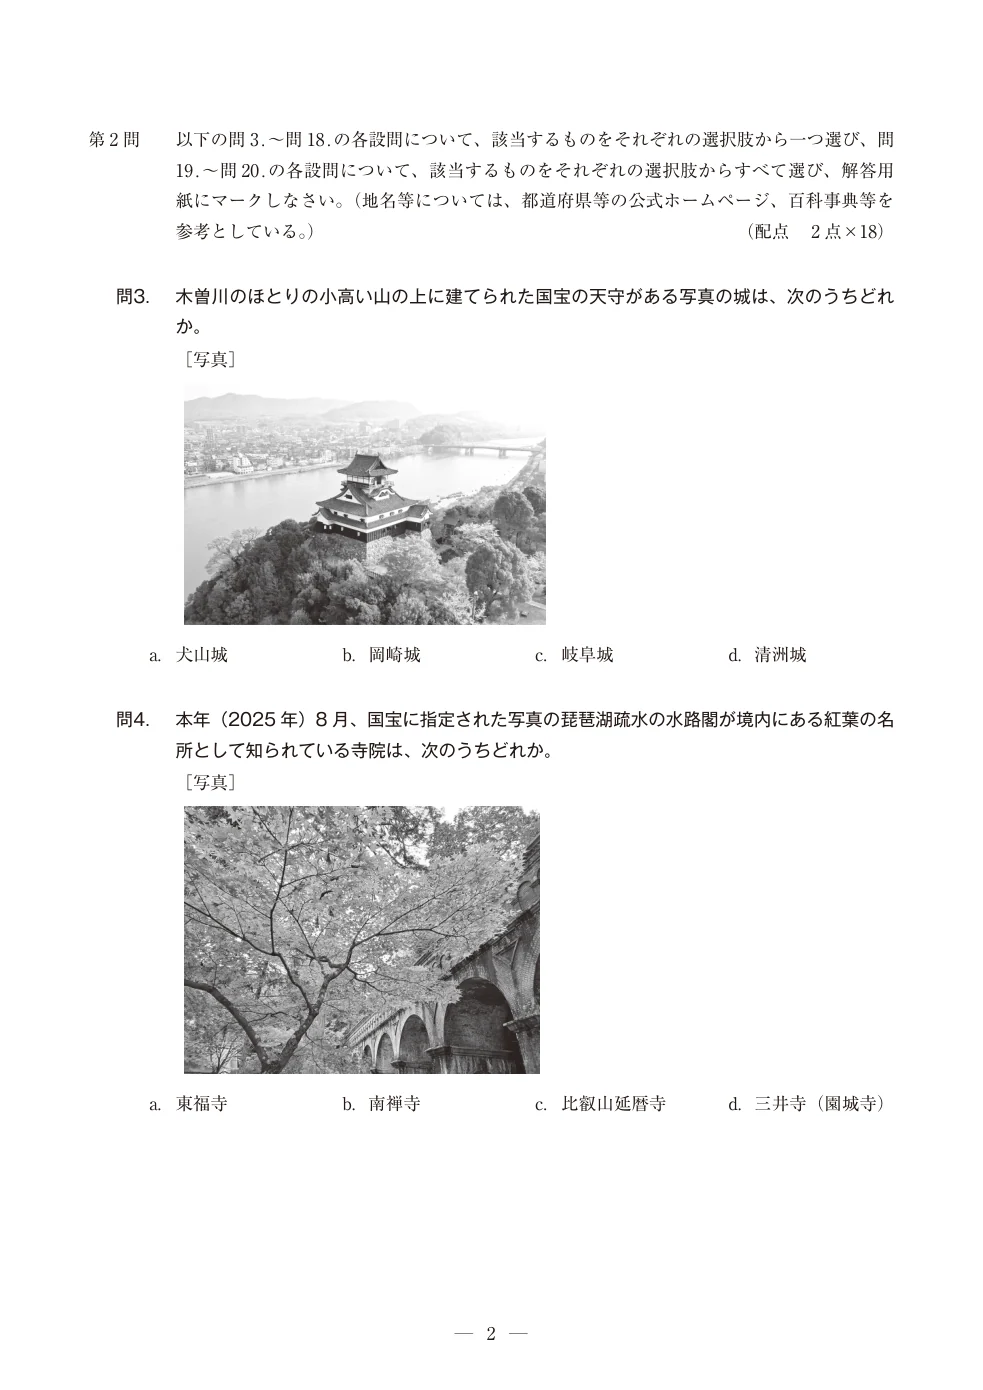 第2問 以下の問3.～問18.の各設問について、該当するものをそれぞれの選択肢から一つ選び、問
19.～問20.の各設問について、該当するものをそれぞれの選択肢からすべて選び、解答用
紙にマークしなさい。（地名等については、都道府県等の公式ホームページ、百科事典等を
参考としている。） （配点 2点×18）
問3. 木曽川のほとりの小高い山の上に建てられた国宝の天守がある写真の城は、次のうちどれ
か。
［写真］
a. 犬山城 b. 岡崎城 c. 岐阜城 d. 清洲城
問4. 本年（2025年）8月、国宝に指定された写真の琵琶湖疏水の水路閣が境内にある紅葉の名
所として知られている寺院は、次のうちどれか。
［写真］
a. 東福寺 b. 南禅寺 c. 比叡山延暦寺 d. 三井寺（園城寺）
― 2 ―